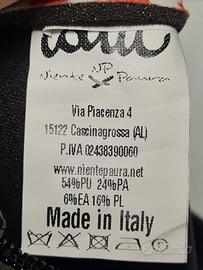 NP
Niente Paura
Via Piacenza 4
15122 Cascinagrossa (AL)
P.IVA 02438390060
www.nientepaura.net
54%PU 24%PA
6%EA 16% PL
Made in Italy